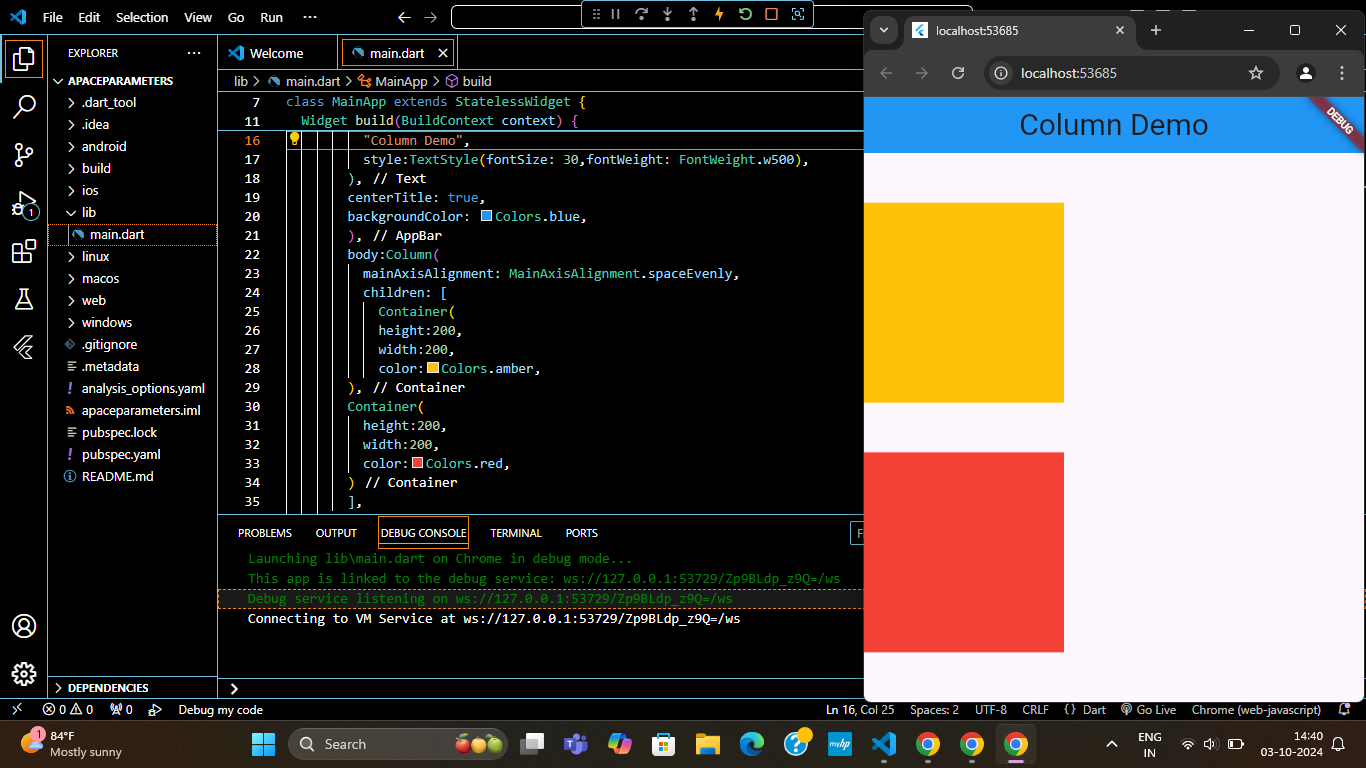 File Edit Selection View Go Run ···
EXPLORER ···
APACEPARAMETERS
.dart_tool
.idea
android
build
ios
lib
main.dart
linux
macos
web
windows
.gitignore
.metadata
analysis_options.yaml
apaceparameters.iml
pubspec.lock
pubspec.yaml
README.md
DEPENDENCIES
1
Welcome
main.dart
lib > main.dart > MainApp > build
7 class MainApp extends StatelessWidget {
11 Widget build(BuildContext context) {
16 "Column Demo",
17 style:TextStyle(fontSize: 30,fontWeight: FontWeight.w500),
18 ), // Text
19 centerTitle: true,
20 backgroundColor: Colors.blue,
21 ), // AppBar
22 body:Column(
23 mainAxisAlignment: MainAxisAlignment.spaceEvenly,
24 children: [
25 Container(
26 height:200,
27 width:200,
28 color:Colors.amber,
29 ), // Container
30 Container(
31 height:200,
32 width:200,
33 color:Colors.red,
34 ) // Container
35 ],
PROBLEMS OUTPUT DEBUG CONSOLE TERMINAL PORTS
Launching lib\main.dart on Chrome in debug mode...
This app is linked to the debug service: ws://127.0.0.1:53729/Zp9BLdp_z9Q=/ws
Debug service listening on ws://127.0.0.1:53729/Zp9BLdp_z9Q=/ws
Connecting to VM Service at ws://127.0.0.1:53729/Zp9BLdp_z9Q=/ws
>
localhost:53685
localhost:53685
Column Demo
DEBUG
0 0 0 Debug my code
Ln 16, Col 25 Spaces: 2 UTF-8 CRLF { } Dart Go Live Chrome (web-javascript)
1
84°F
Mostly sunny
Search
myhp
ENG
IN
14:40
03-10-2024